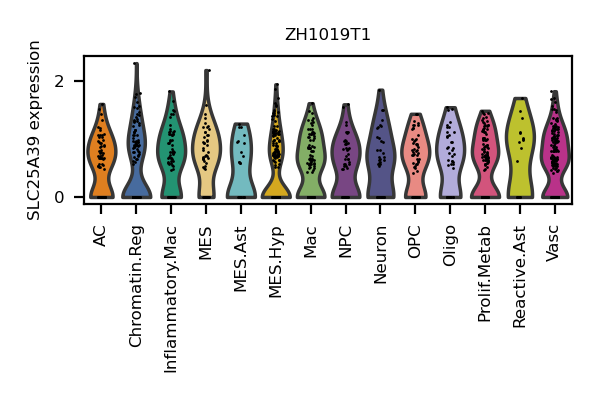 ZH1019T1
SLC25A39 expression
2
0
AC
Chromatin.Reg
Inflammatory.Mac
MES
MES.Ast
MES.Hyp
Mac
NPC
Neuron
OPC
Oligo
Prolif.Metab
Reactive.Ast
Vasc